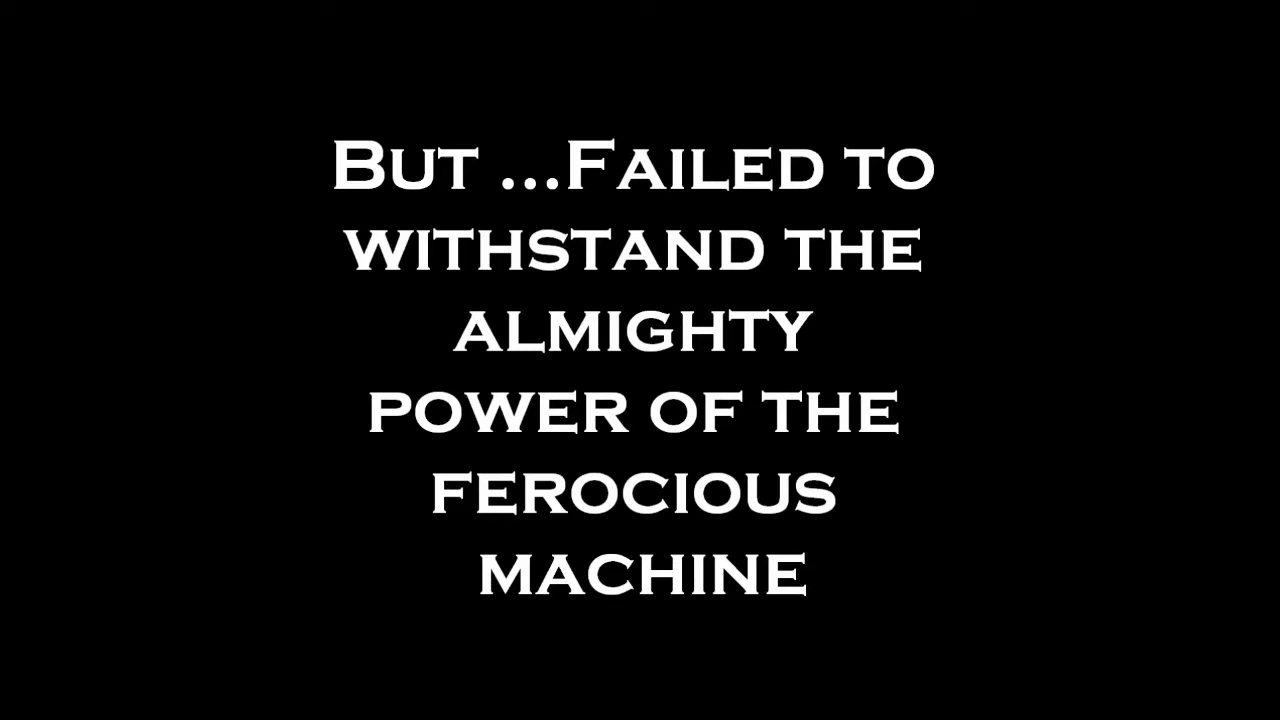 But ...Failed to
withstand the
almighty
power of the
ferocious
machine